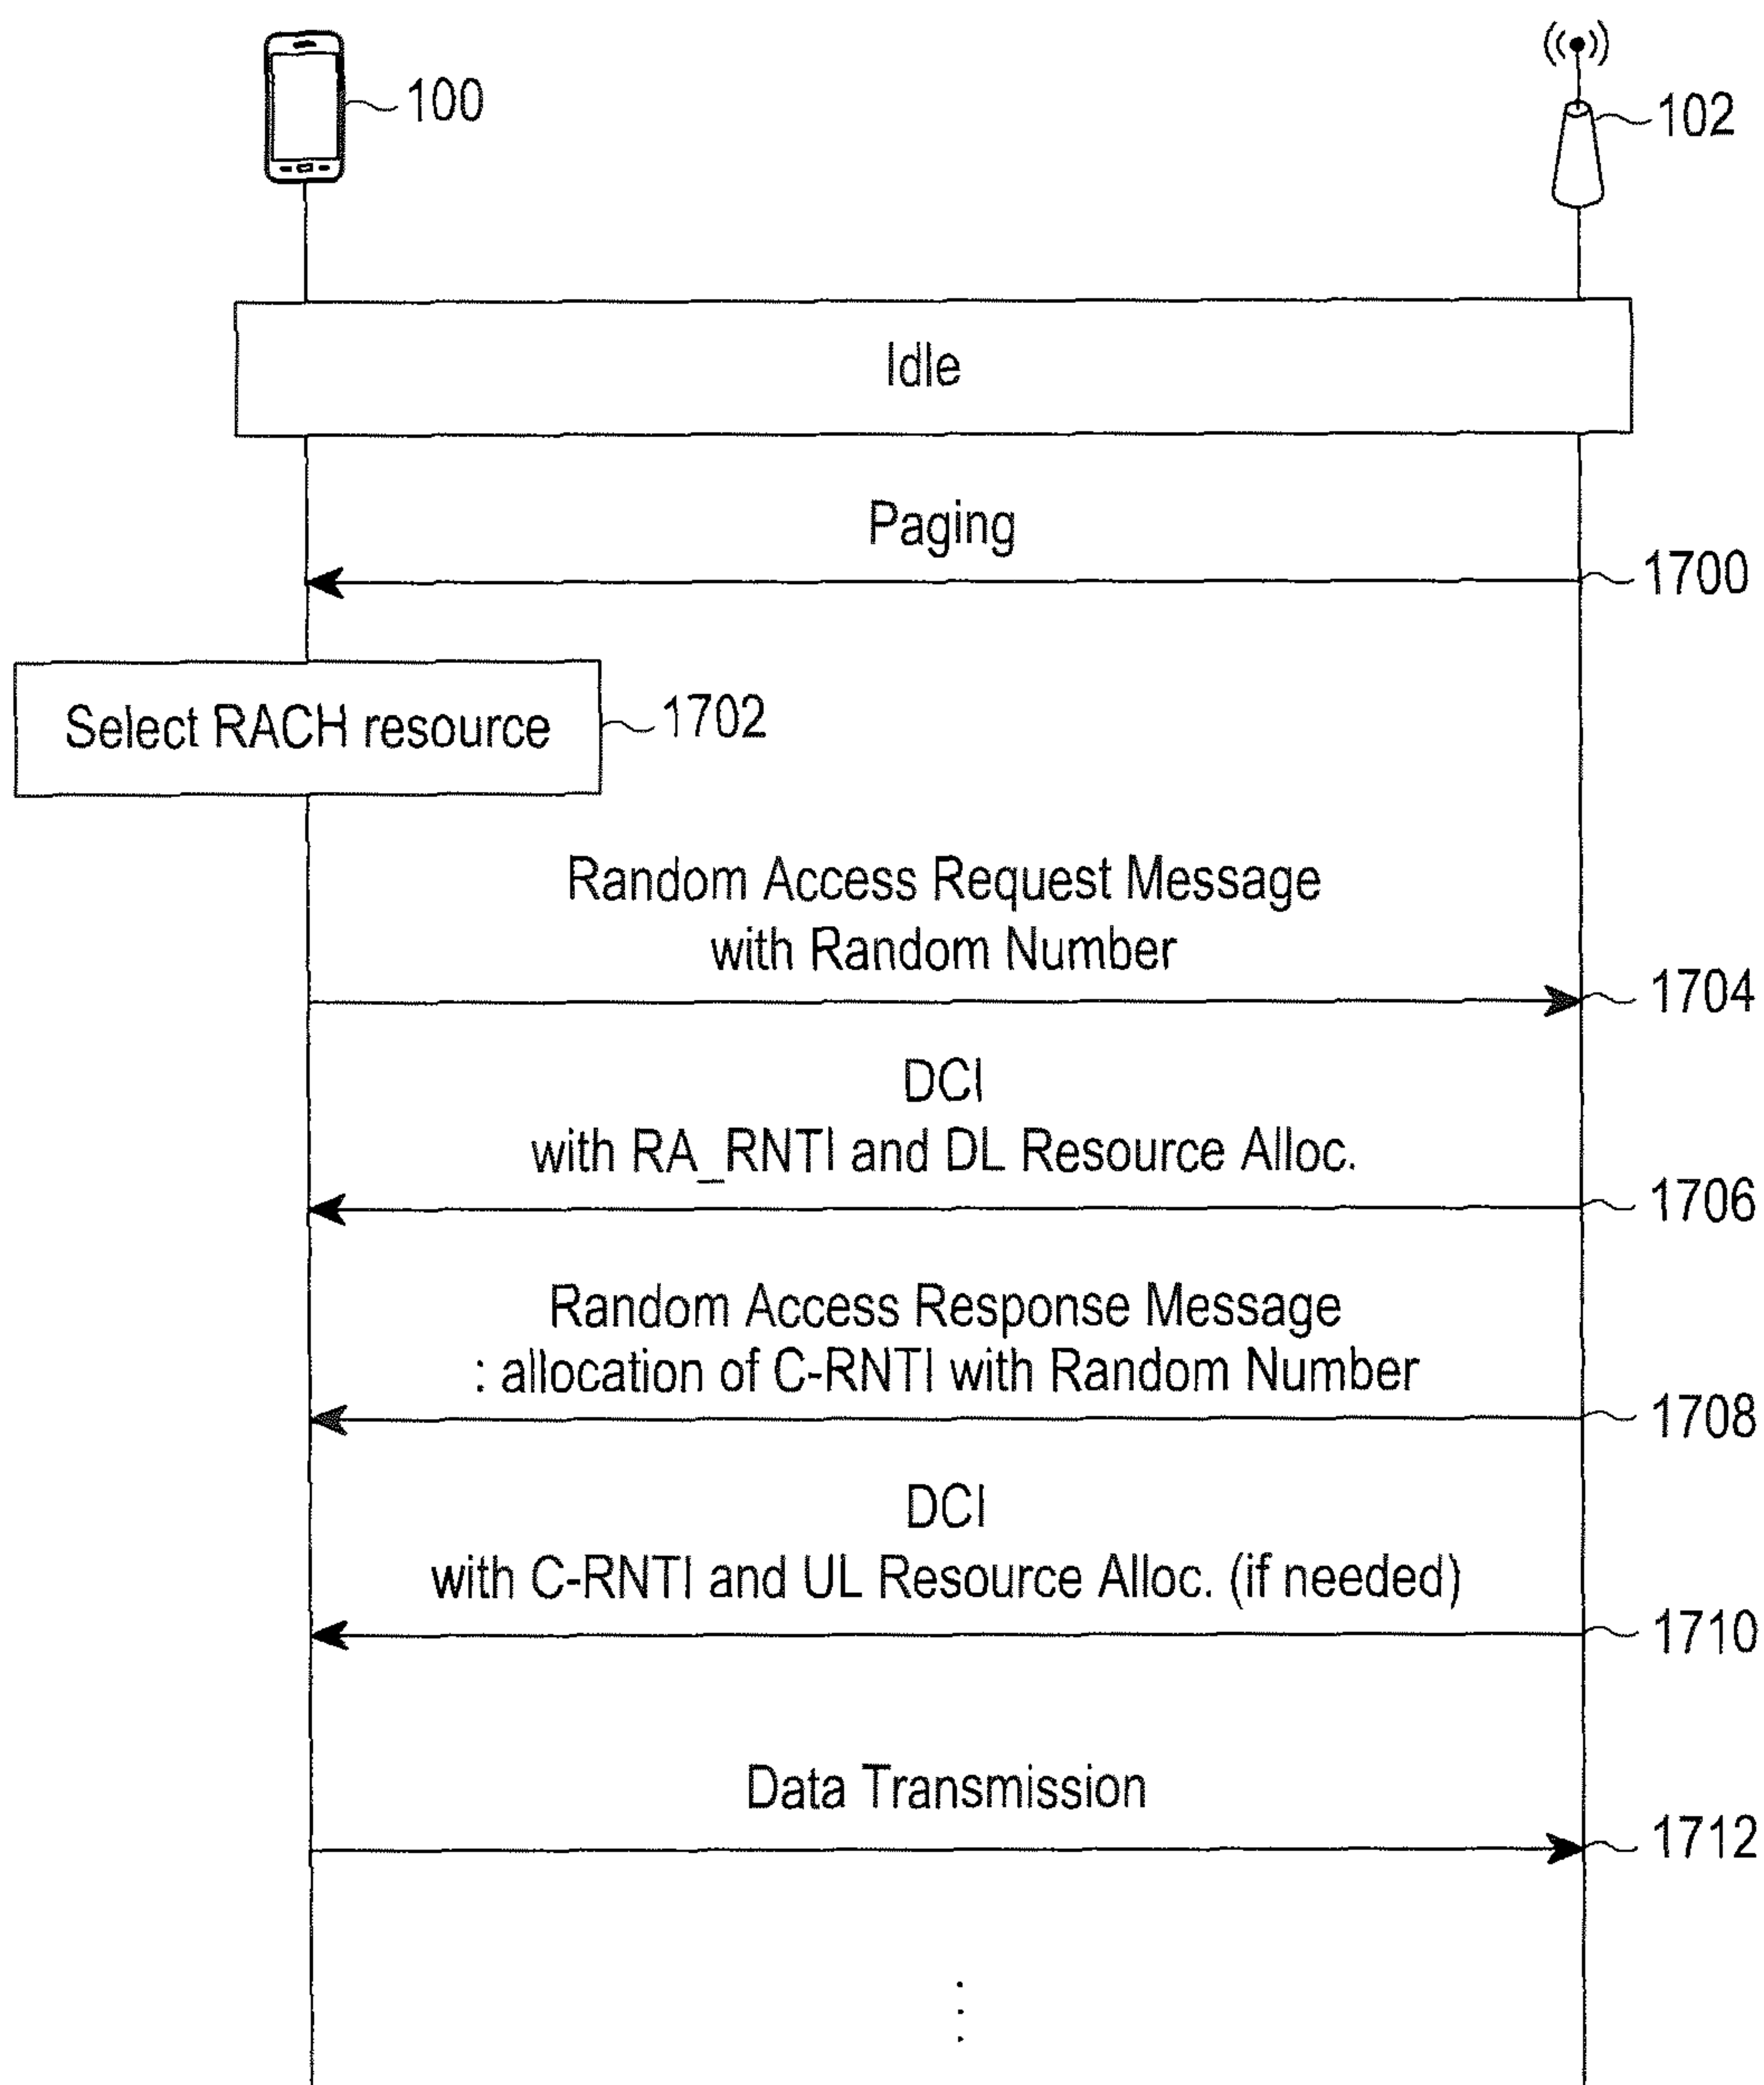 100
102
Idle
Paging
1700
Select RACH resource
1702
Random Access Request Message
with Random Number
1704
DCI
with RA_RNTI and DL Resource Alloc.
1706
Random Access Response Message
: allocation of C-RNTI with Random Number
1708
DCI
with C-RNTI and UL Resource Alloc. (if needed)
1710
Data Transmission
1712